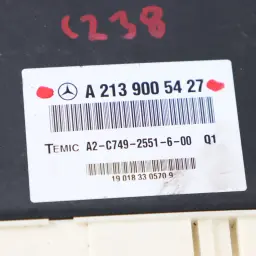 C238
A 213 900 54 27
TEMIC A2-C749-2551-6-00 Q1
19 018 33 0570 9